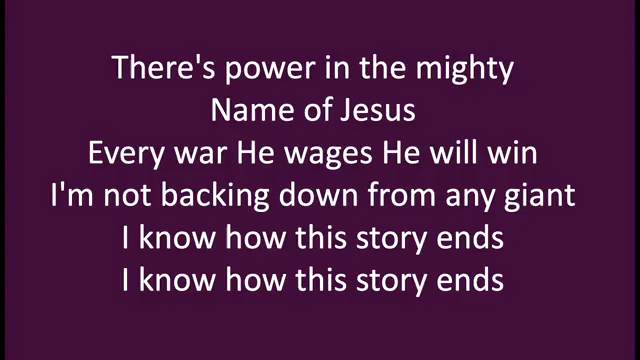 There's power in the mighty
Name of Jesus
Every war He wages He will win
I'm not backing down from any giant
I know how this story ends
I know how this story ends